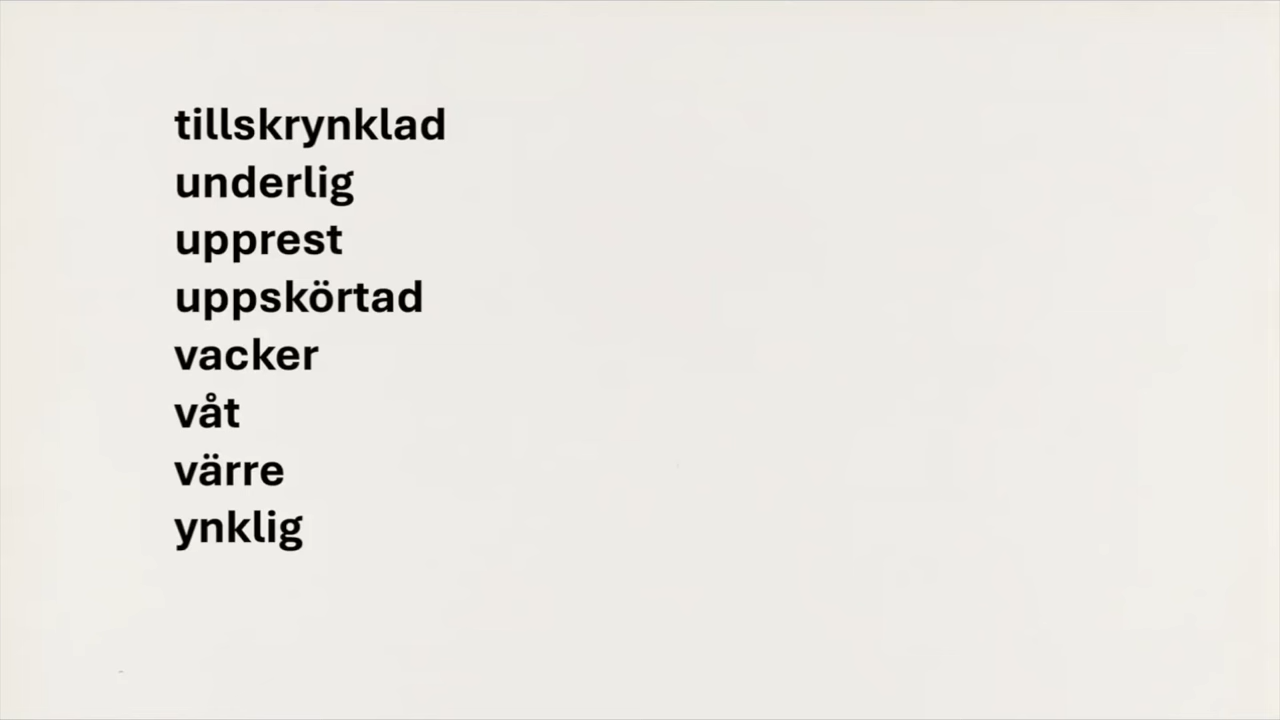 tillskrynklad
underlig
upprest
uppskörtad
vacker
våt
värre
ynklig